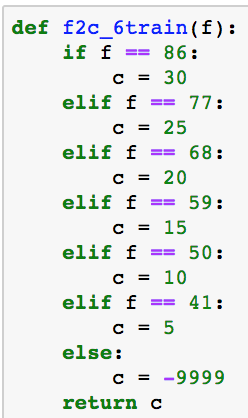 def f2c_6train(f):
    if f == 86:
        c = 30
    elif f == 77:
        c = 25
    elif f == 68:
        c = 20
    elif f == 59:
        c = 15
    elif f == 50:
        c = 10
    elif f == 41:
        c = 5
    else:
        c = -9999
    return c